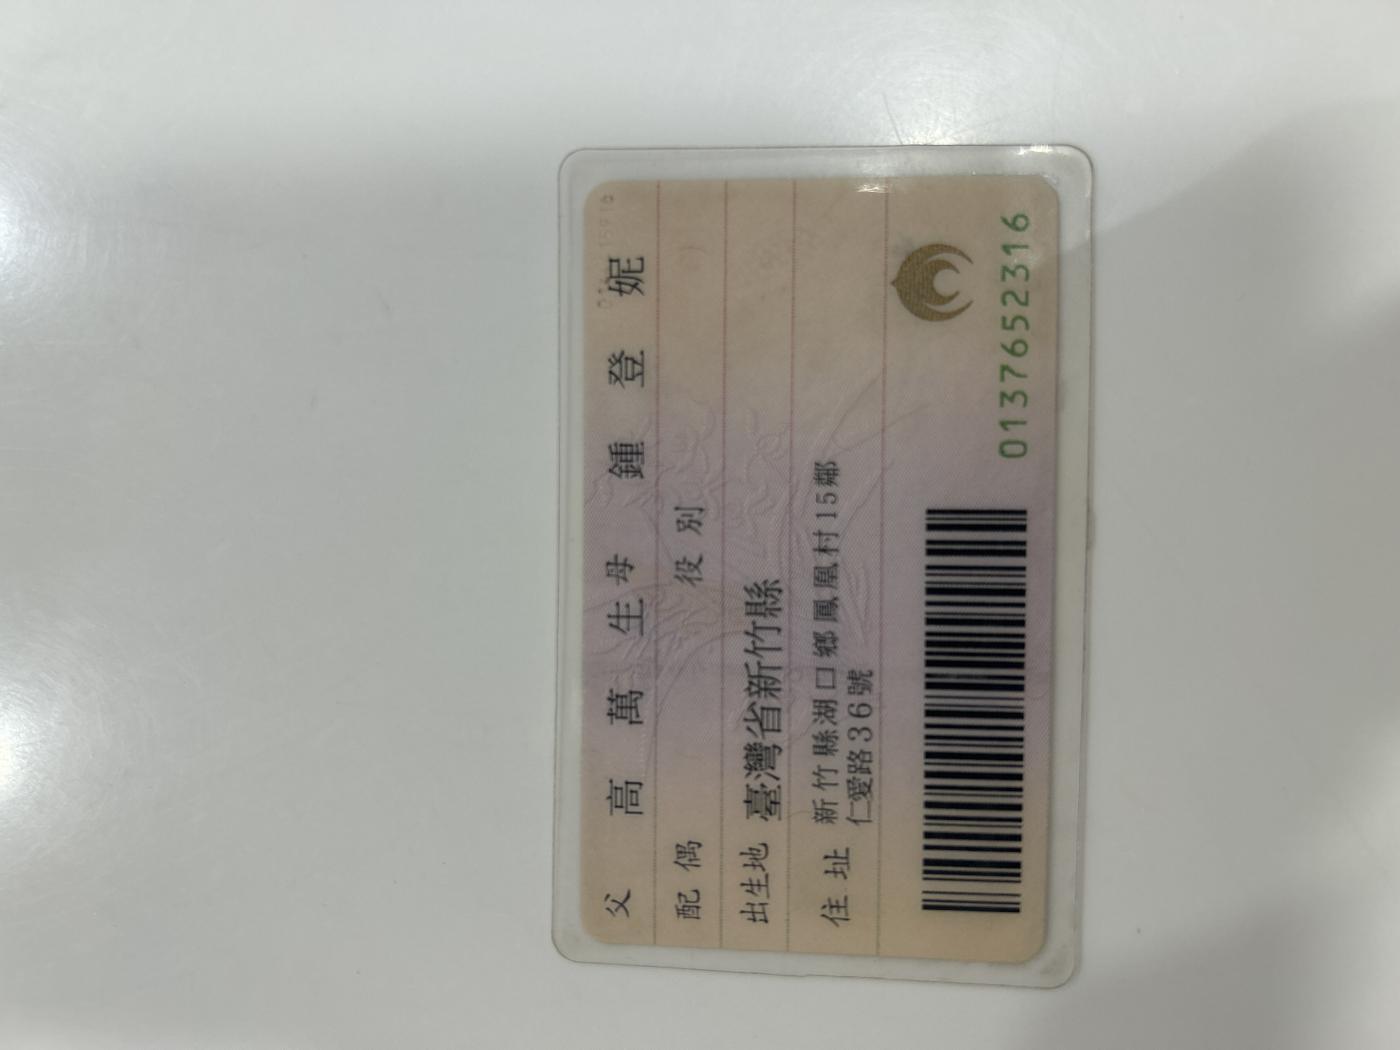 父 高萬生 母 鍾登妮
配偶 役別
出生地 臺灣省新竹縣
住址 新竹縣湖口鄉鳳凰村15鄰
仁愛路36號
0137652316